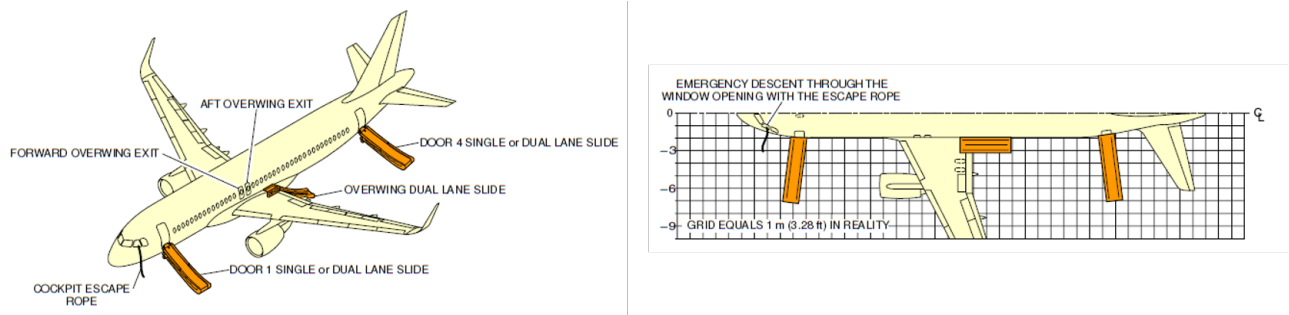 AFT OVERWING EXIT
FORWARD OVERWING EXIT
DOOR 4 SINGLE or DUAL LANE SLIDE
OVERWING DUAL LANE SLIDE
DOOR 1 SINGLE or DUAL LANE SLIDE
COCKPIT ESCAPE
ROPE
EMERGENCY DESCENT THROUGH THE
WINDOW OPENING WITH THE ESCAPE ROPE
0
CL
3
6
9
GRID EQUALS 1 m (3.28 ft) IN REALITY